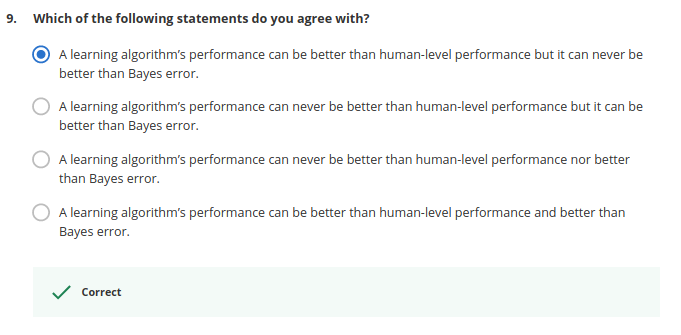 9. Which of the following statements do you agree with?
A learning algorithm's performance can be better than human-level performance but it can never be
better than Bayes error.
A learning algorithm's performance can never be better than human-level performance but it can be
better than Bayes error.
A learning algorithm's performance can never be better than human-level performance nor better
than Bayes error.
A learning algorithm's performance can be better than human-level performance and better than
Bayes error.
Correct